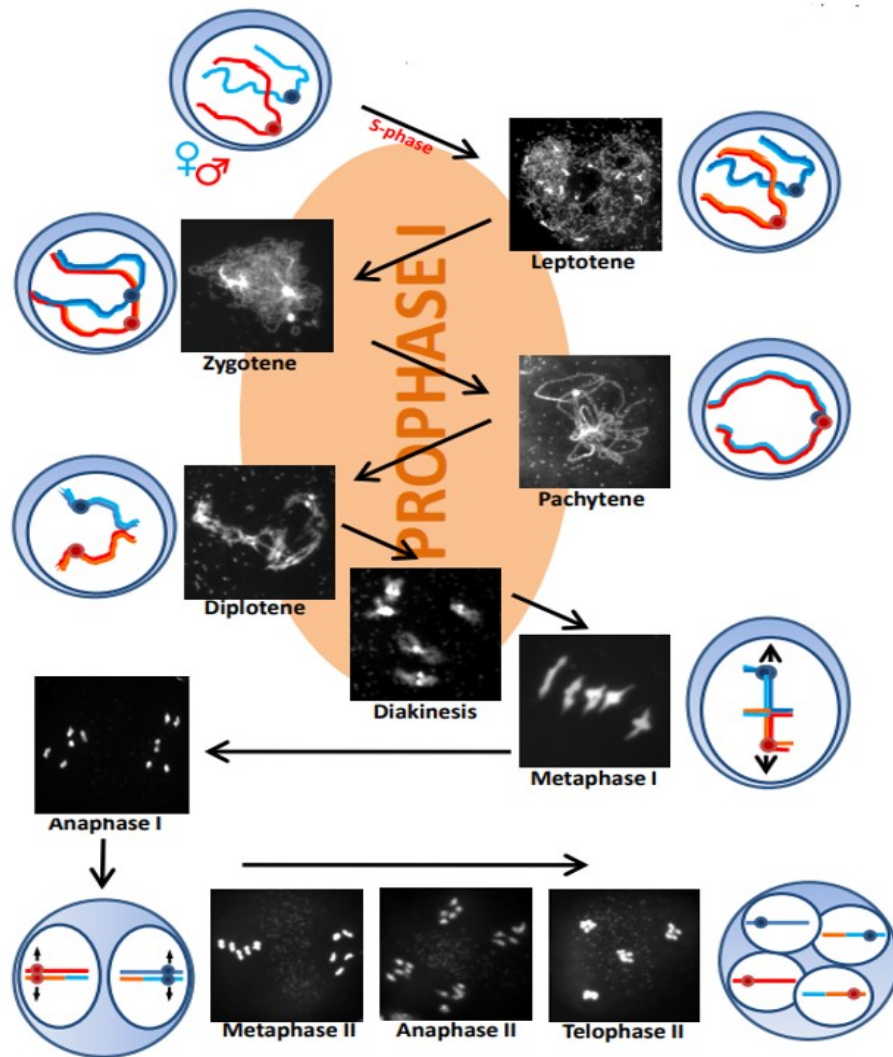 S-phase
PROPHASE I
Leptotene
Zygotene
Pachytene
Diplotene
Diakinesis
Metaphase I
Anaphase I
Metaphase II
Anaphase II
Telophase II